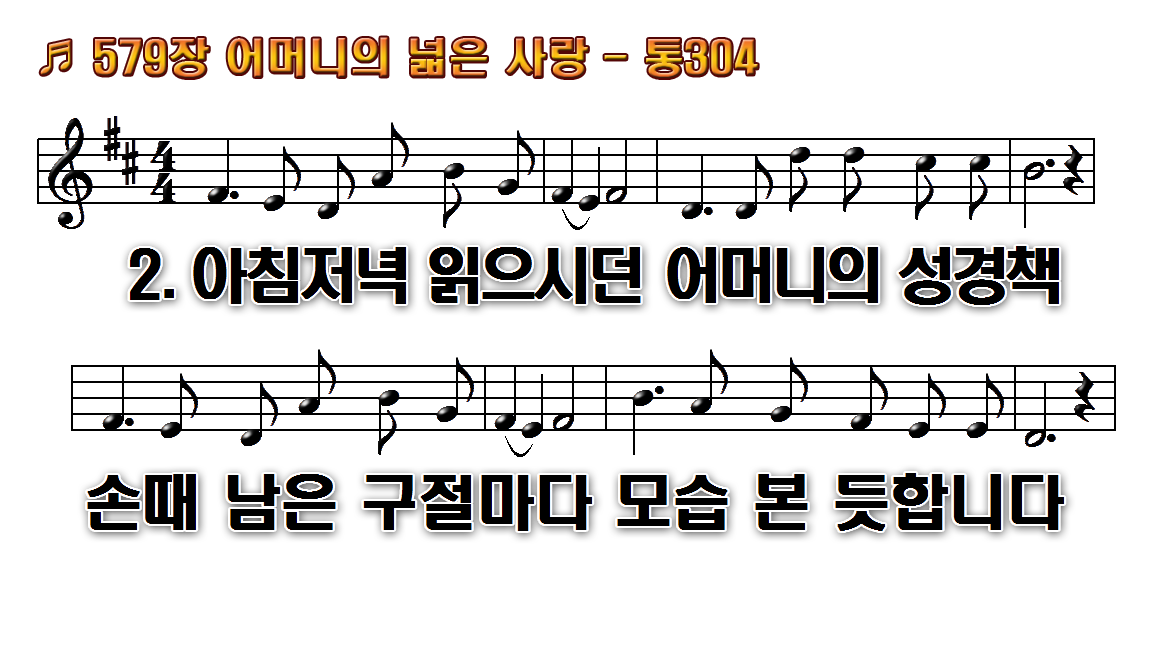 ♬ 579장 어머니의 넓은 사랑 - 통304
4
4
2. 아침저녁 읽으시던 어머니의 성경책
손때 남은 구절마다 모습 본 듯합니다